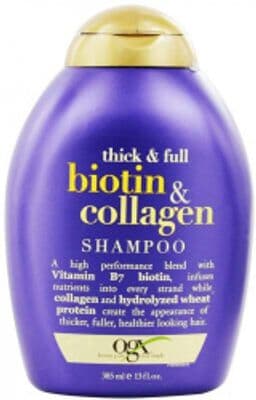 thick & full
biotin &
collagen
SHAMPOO
A high performance blend with
Vitamin B7 biotin, infuses
nutrients into every strand while
collagen and hydrolyzed wheat
protein create the appearance of
thicker, fuller, healthier looking hair.
ogx
385 ml ℮ 13 fl oz.